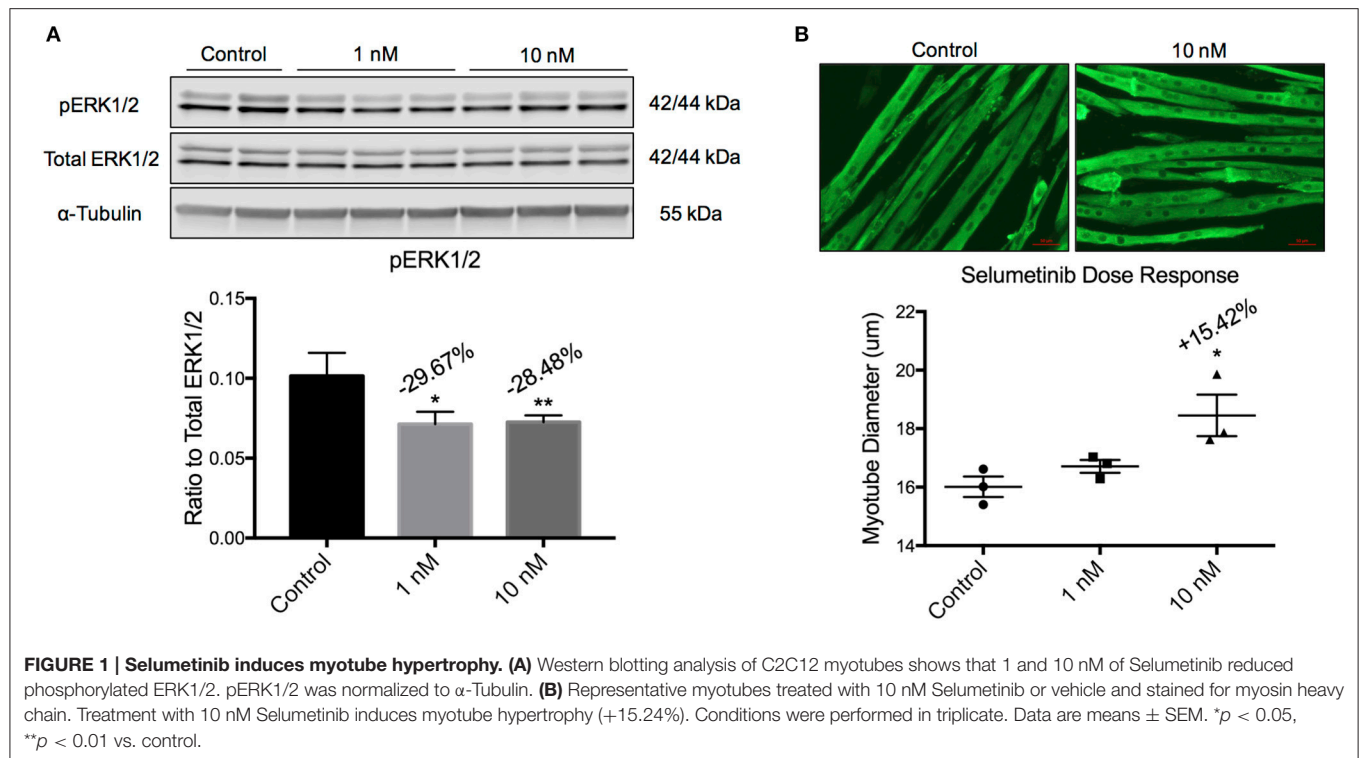 A
Control
1 nM
10 nM
pERK1/2
42/44 kDa
Total ERK1/2
42/44 kDa
α-Tubulin
55 kDa
pERK1/2
Ratio to Total ERK1/2
0.15
0.10
0.05
0.00
-29.67%
*
-28.48%
**
Control
1 nM
10 nM
B
Control
10 nM
Selumetinib Dose Response
Myotube Diameter (um)
22
20
18
16
14
+15.42%
*
Control
1 nM
10 nM
FIGURE 1 | Selumetinib induces myotube hypertrophy. (A) Western blotting analysis of C2C12 myotubes shows that 1 and 10 nM of Selumetinib reduced
phosphorylated ERK1/2. pERK1/2 was normalized to α-Tubulin. (B) Representative myotubes treated with 10 nM Selumetinib or vehicle and stained for myosin heavy
chain. Treatment with 10 nM Selumetinib induces myotube hypertrophy (+15.24%). Conditions were performed in triplicate. Data are means ± SEM. *p < 0.05,
**p < 0.01 vs. control.